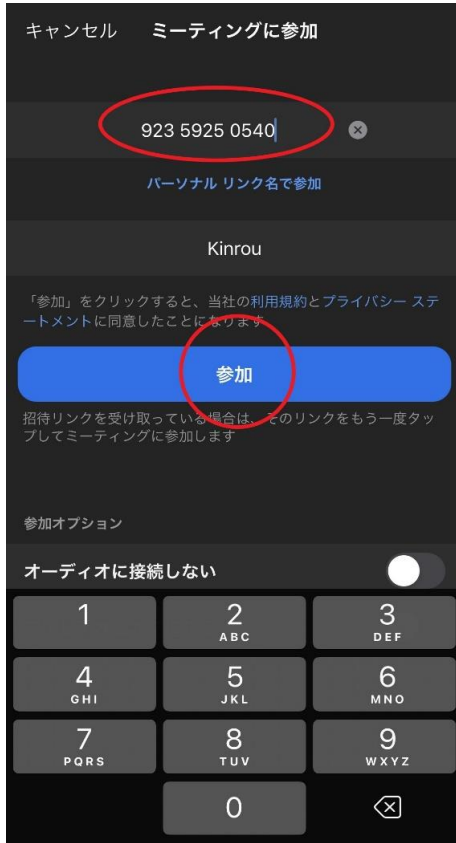 キャンセル ミーティングに参加
923 5925 0540
パーソナル リンク名で参加
Kinrou
「参加」をクリックすると、当社の利用規約とプライバシー ステ
ートメントに同意したことになります
参加
招待リンクを受け取っている場合は、そのリンクをもう一度タッ
プしてミーティングに参加します
参加オプション
オーディオに接続しない
1 2 3
ABC DEF
4 5 6
GHI JKL MNO
7 8 9
PQRS TUV WXYZ
0